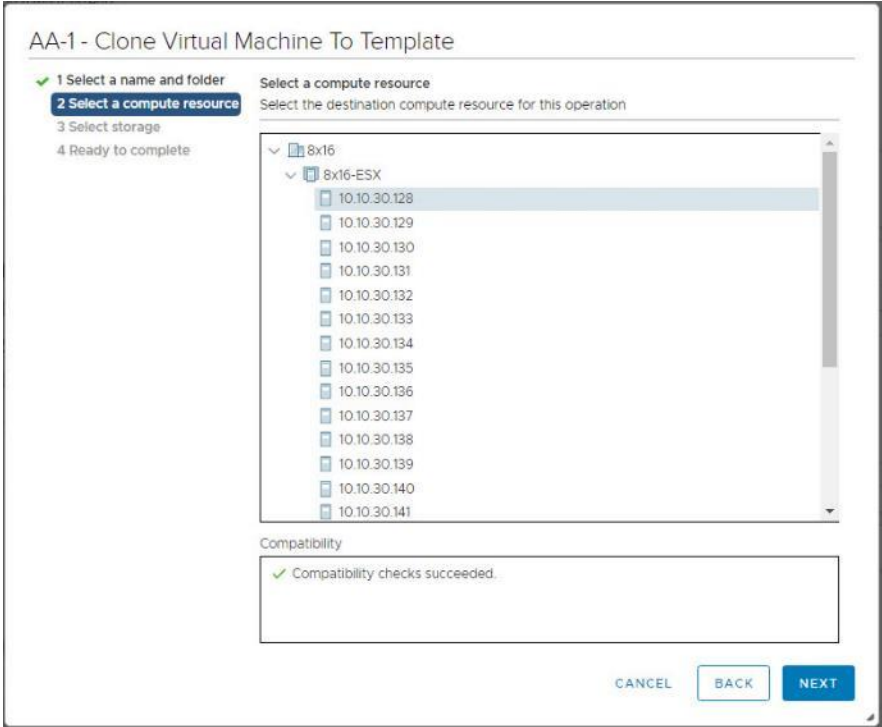 AA-1 - Clone Virtual Machine To Template
1 Select a name and folder
2 Select a compute resource
3 Select storage
4 Ready to complete
Select a compute resource
Select the destination compute resource for this operation
8x16
8x16-ESX
10.10.30.128
10.10.30.129
10.10.30.130
10.10.30.131
10.10.30.132
10.10.30.133
10.10.30.134
10.10.30.135
10.10.30.136
10.10.30.137
10.10.30.138
10.10.30.139
10.10.30.140
10.10.30.141
Compatibility
Compatibility checks succeeded.
CANCEL
BACK
NEXT